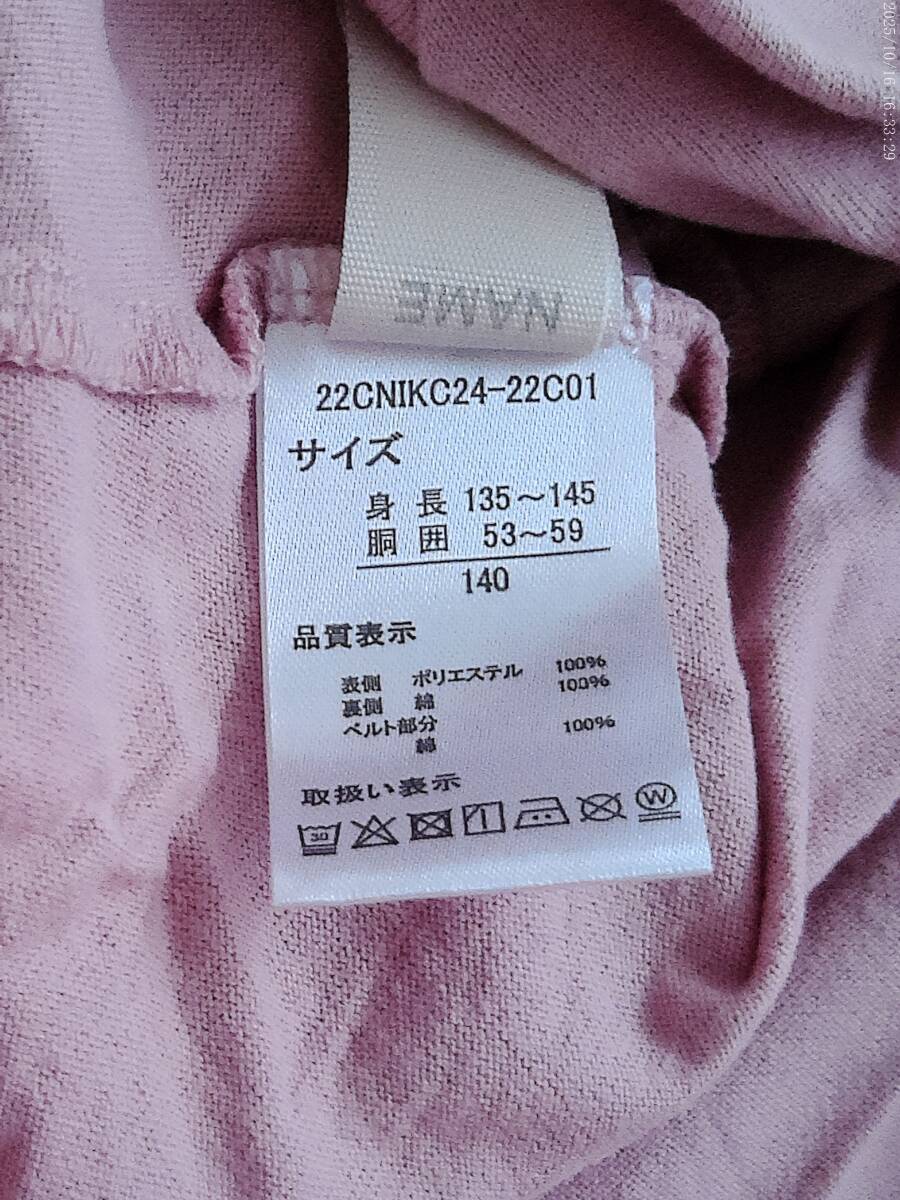 2025/10/16 16:33:29
NAME
22CNIKC24-22C01
サイズ
身長 135～145
胴囲 53～59
140
品質表示
表側 ポリエステル 100%
裏側 綿 100%
ベルト部分
綿 100%
取扱い表示
30
W